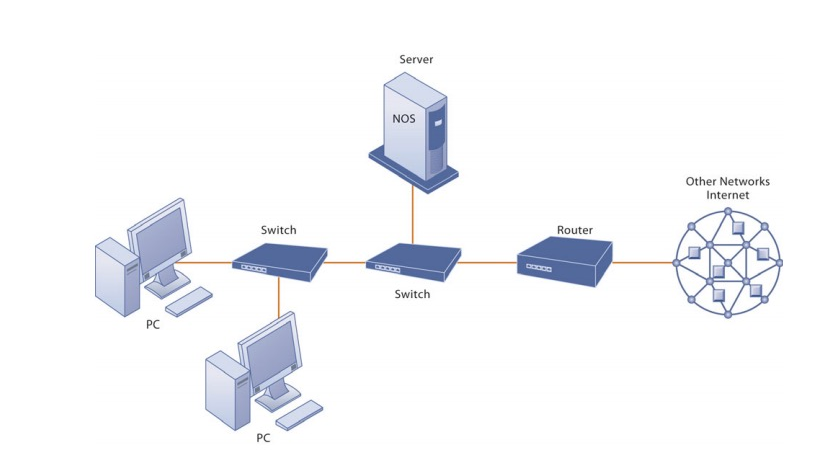 Server
NOS
Other Networks
Internet
Switch
Router
Switch
PC
PC